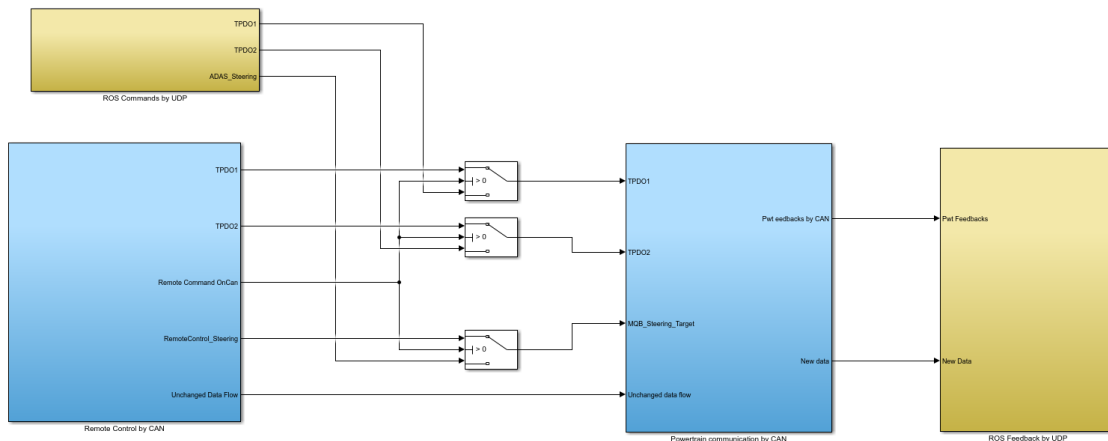 TPDO1
TPDO2
ADAS_Steering
ROS Commands by UDP
TPDO1
TPDO2
Remote Command OnCan
RemoteControl_Steering
Unchanged Data Flow
Remote Control by CAN
> 0
> 0
> 0
TPDO1
TPDO2
MQB_Steering_Target
Unchanged data flow
Pwt eedbacks by CAN
New data
Powertrain communication by CAN
Pwt Feedbacks
New Data
ROS Feedback by UDP